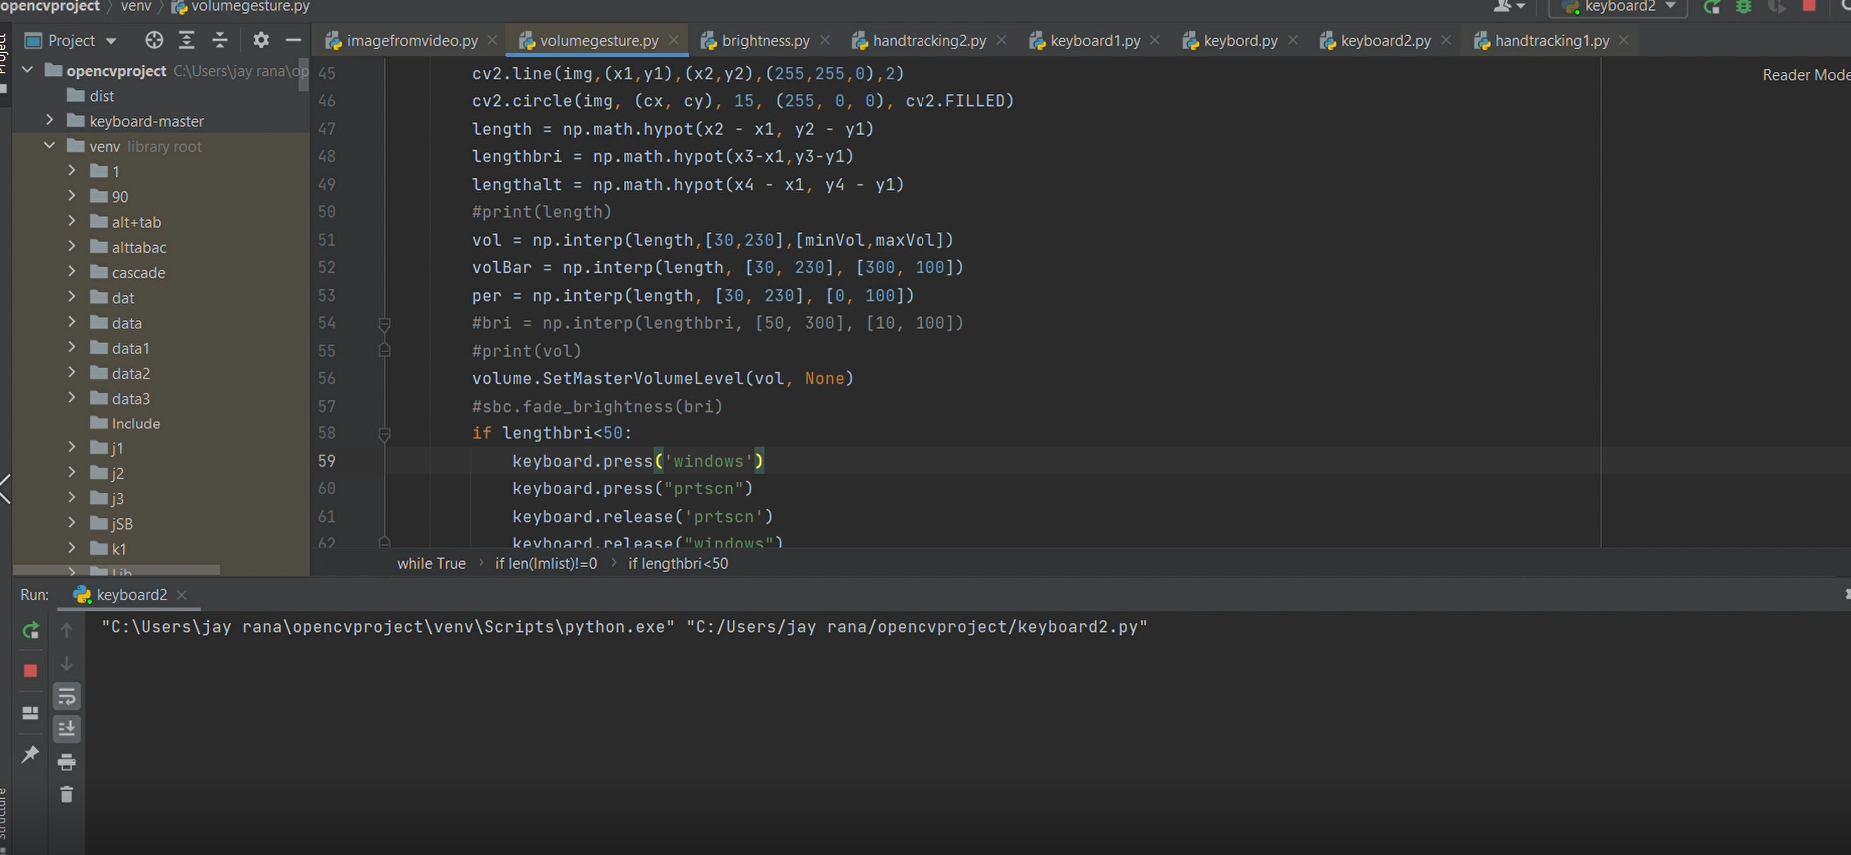 opencvproject venv volumegesture.py
keyboard2
Project
imagefromvideo.py volumegesture.py brightness.py handtracking2.py keyboard1.py keybord.py keyboard2.py handtracking1.py
Project
opencvproject C:\Users\jay rana\op
dist
keyboard-master
venv library root
1
90
alt+tab
alttabac
cascade
dat
data
data1
data2
data3
Include
j1
j2
j3
jSB
k1
Lib
Reader Mode
45 cv2.line(img,(x1,y1),(x2,y2),(255,255,0),2)
46 cv2.circle(img, (cx, cy), 15, (255, 0, 0), cv2.FILLED)
47 length = np.math.hypot(x2 - x1, y2 - y1)
48 lengthbri = np.math.hypot(x3-x1,y3-y1)
49 lengthalt = np.math.hypot(x4 - x1, y4 - y1)
50 #print(length)
51 vol = np.interp(length,[30,230],[minVol,maxVol])
52 volBar = np.interp(length, [30, 230], [300, 100])
53 per = np.interp(length, [30, 230], [0, 100])
54 #bri = np.interp(lengthbri, [50, 300], [10, 100])
55 #print(vol)
56 volume.SetMasterVolumeLevel(vol, None)
57 #sbc.fade_brightness(bri)
58 if lengthbri<50:
59 keyboard.press('windows')
60 keyboard.press("prtscn")
61 keyboard.release('prtscn')
62 keyboard.release("windows")
while True if len(lmlist)!=0 if lengthbri<50
Run: keyboard2
"C:\Users\jay rana\opencvproject\venv\Scripts\python.exe" "C:/Users/jay rana/opencvproject/keyboard2.py"
Structure